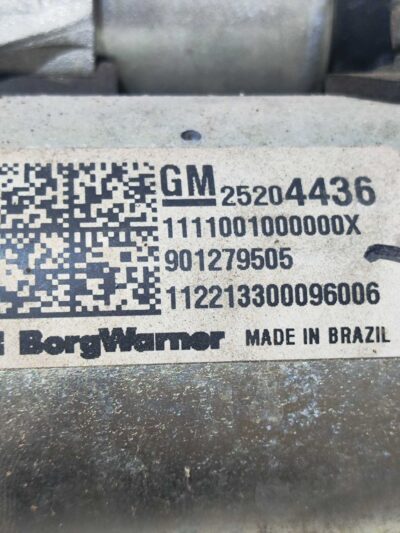 GM 25204436
1111001000000X
901279505
112213300096006
BorgWarner MADE IN BRAZIL